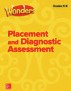 Grades K-6
Wonders
Placement
and Diagnostic
Assessment